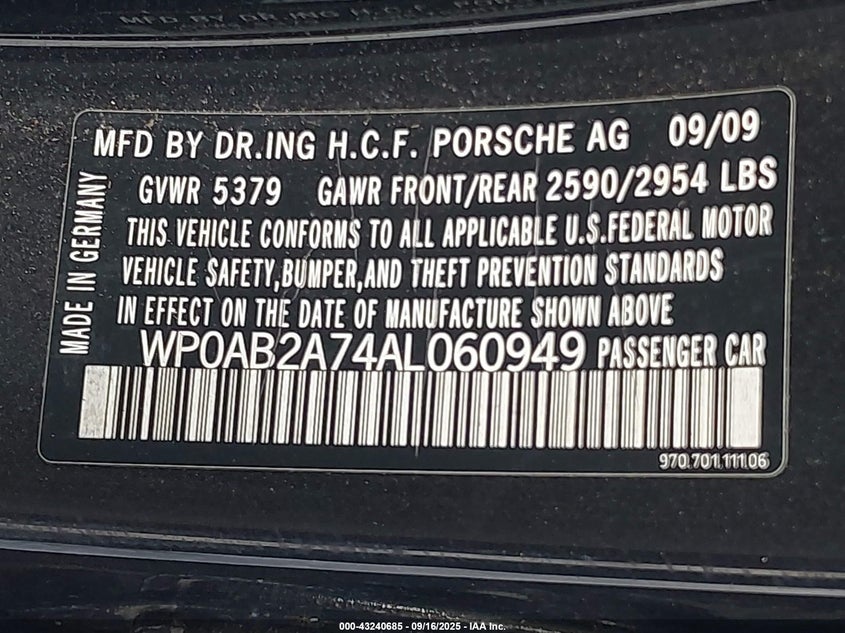 MFD BY DR.ING H.C.F. PORSCHE AG 09/09
GVWR 5379 GAWR FRONT/REAR 2590/2954 LBS
THIS VEHICLE CONFORMS TO ALL APPLICABLE U.S.FEDERAL MOTOR
VEHICLE SAFETY,BUMPER,AND THEFT PREVENTION STANDARDS
IN EFFECT ON THE DATE OF MANUFACTURE SHOWN ABOVE
WP0AB2A74AL060949 PASSENGER CAR
MADE IN GERMANY
970.701.111.06
000-43240685 - 09/16/2025 - IAA Inc.